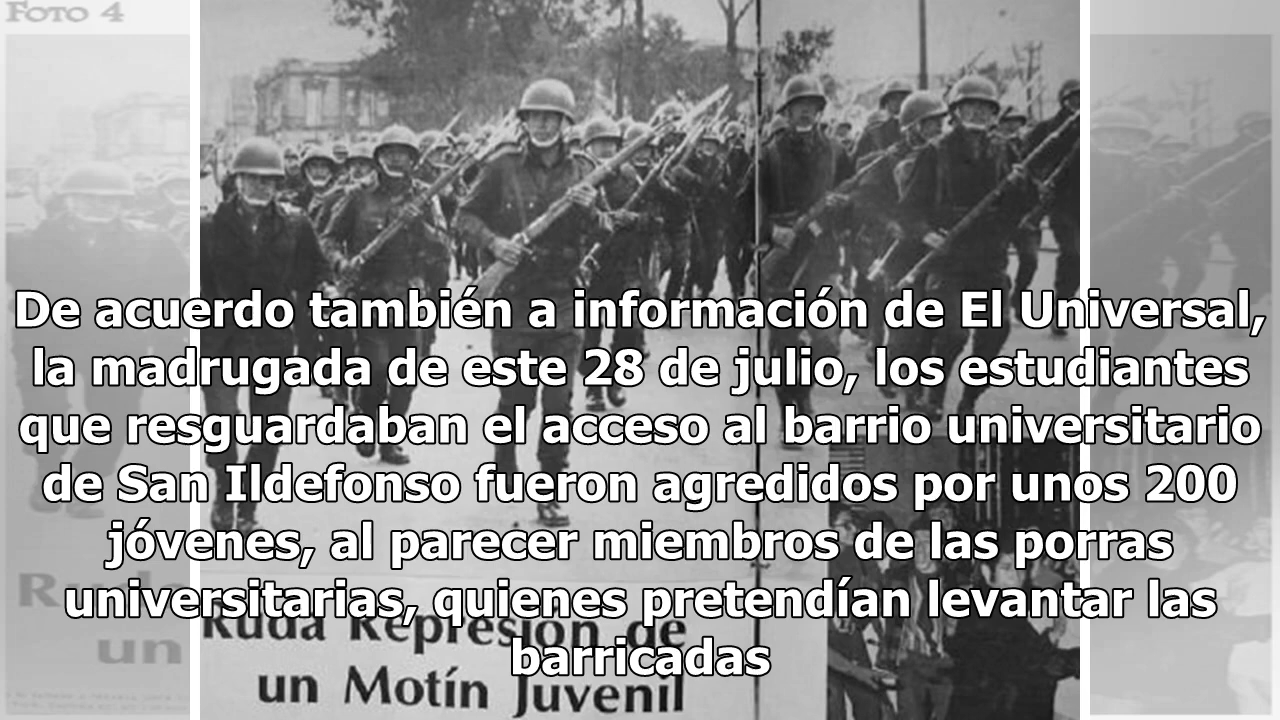 FOTO 4
De acuerdo también a información de El Universal,
la madrugada de este 28 de julio, los estudiantes
que resguardaban el acceso al barrio universitario
de San Ildefonso fueron agredidos por unos 200
jóvenes, al parecer miembros de las porras
universitarias, quienes pretendían levantar las
barricadas
Ruda Represión de
un Motín Juvenil
Ruda
un